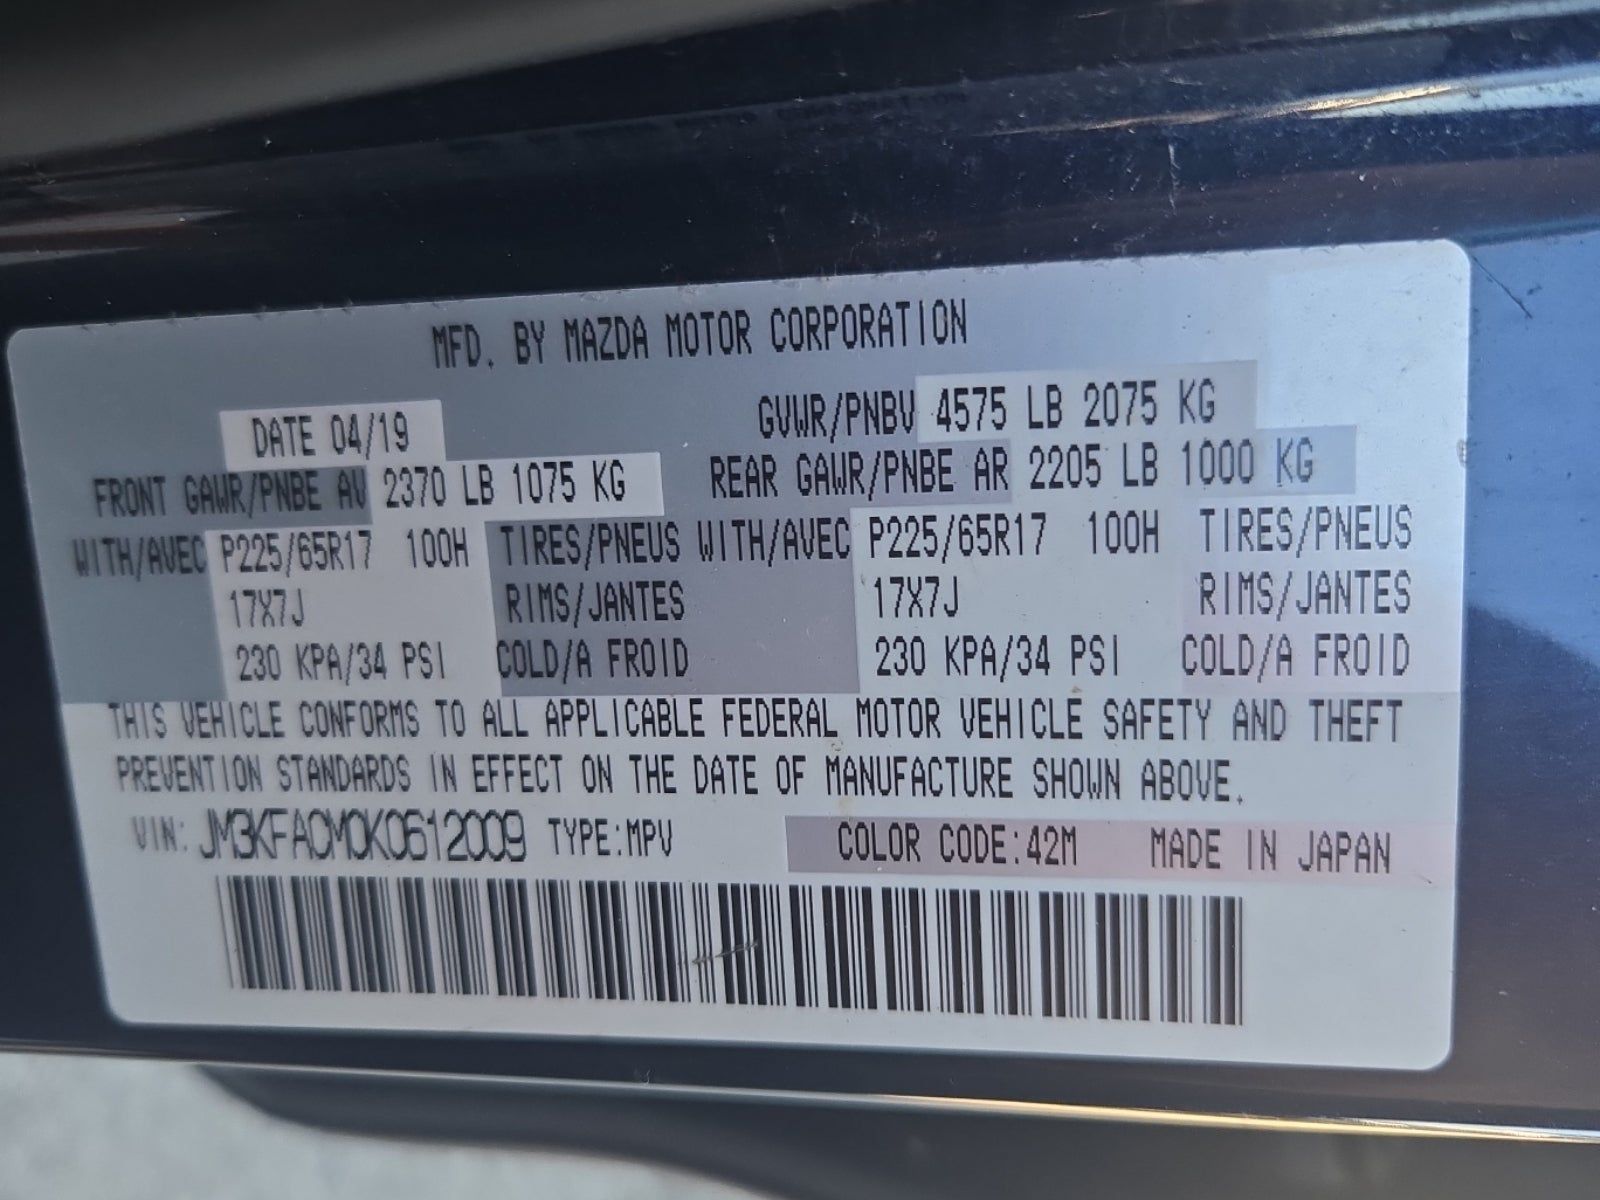 MFD. BY MAZDA MOTOR CORPORATION
DATE 04/19 GVWR/PNBV 4575 LB 2075 KG
FRONT GAWR/PNBE AV 2370 LB 1075 KG REAR GAWR/PNBE AR 2205 LB 1000 KG
WITH/AVEC P225/65R17 100H TIRES/PNEUS WITH/AVEC P225/65R17 100H TIRES/PNEUS
17X7J RIMS/JANTES 17X7J RIMS/JANTES
230 KPA/34 PSI COLD/A FROID 230 KPA/34 PSI COLD/A FROID
THIS VEHICLE CONFORMS TO ALL APPLICABLE FEDERAL MOTOR VEHICLE SAFETY AND THEFT
PREVENTION STANDARDS IN EFFECT ON THE DATE OF MANUFACTURE SHOWN ABOVE.
VIN: JM3KFACM0K0612009 TYPE:MPV COLOR CODE:42M MADE IN JAPAN